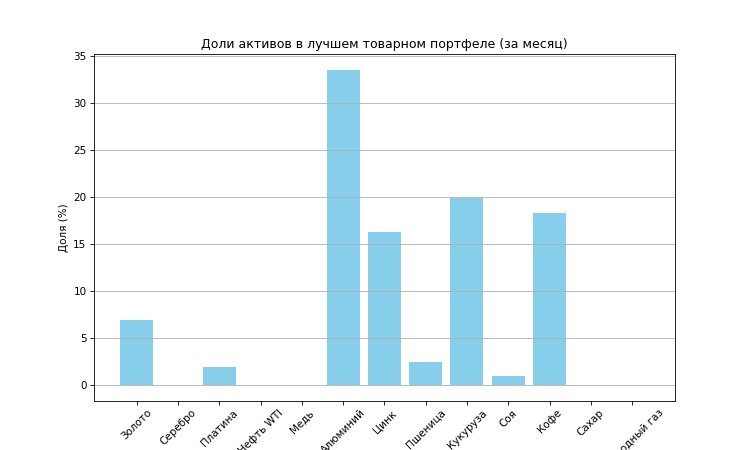 Доли активов в лучшем товарном портфеле (за месяц)
Доля (%)
35
30
25
20
15
10
5
0
Золото
Серебро
Платина
Нефть WTI
Медь
Алюминий
Цинк
Пшеница
Кукуруза
Соя
Кофе
Сахар
одный газ